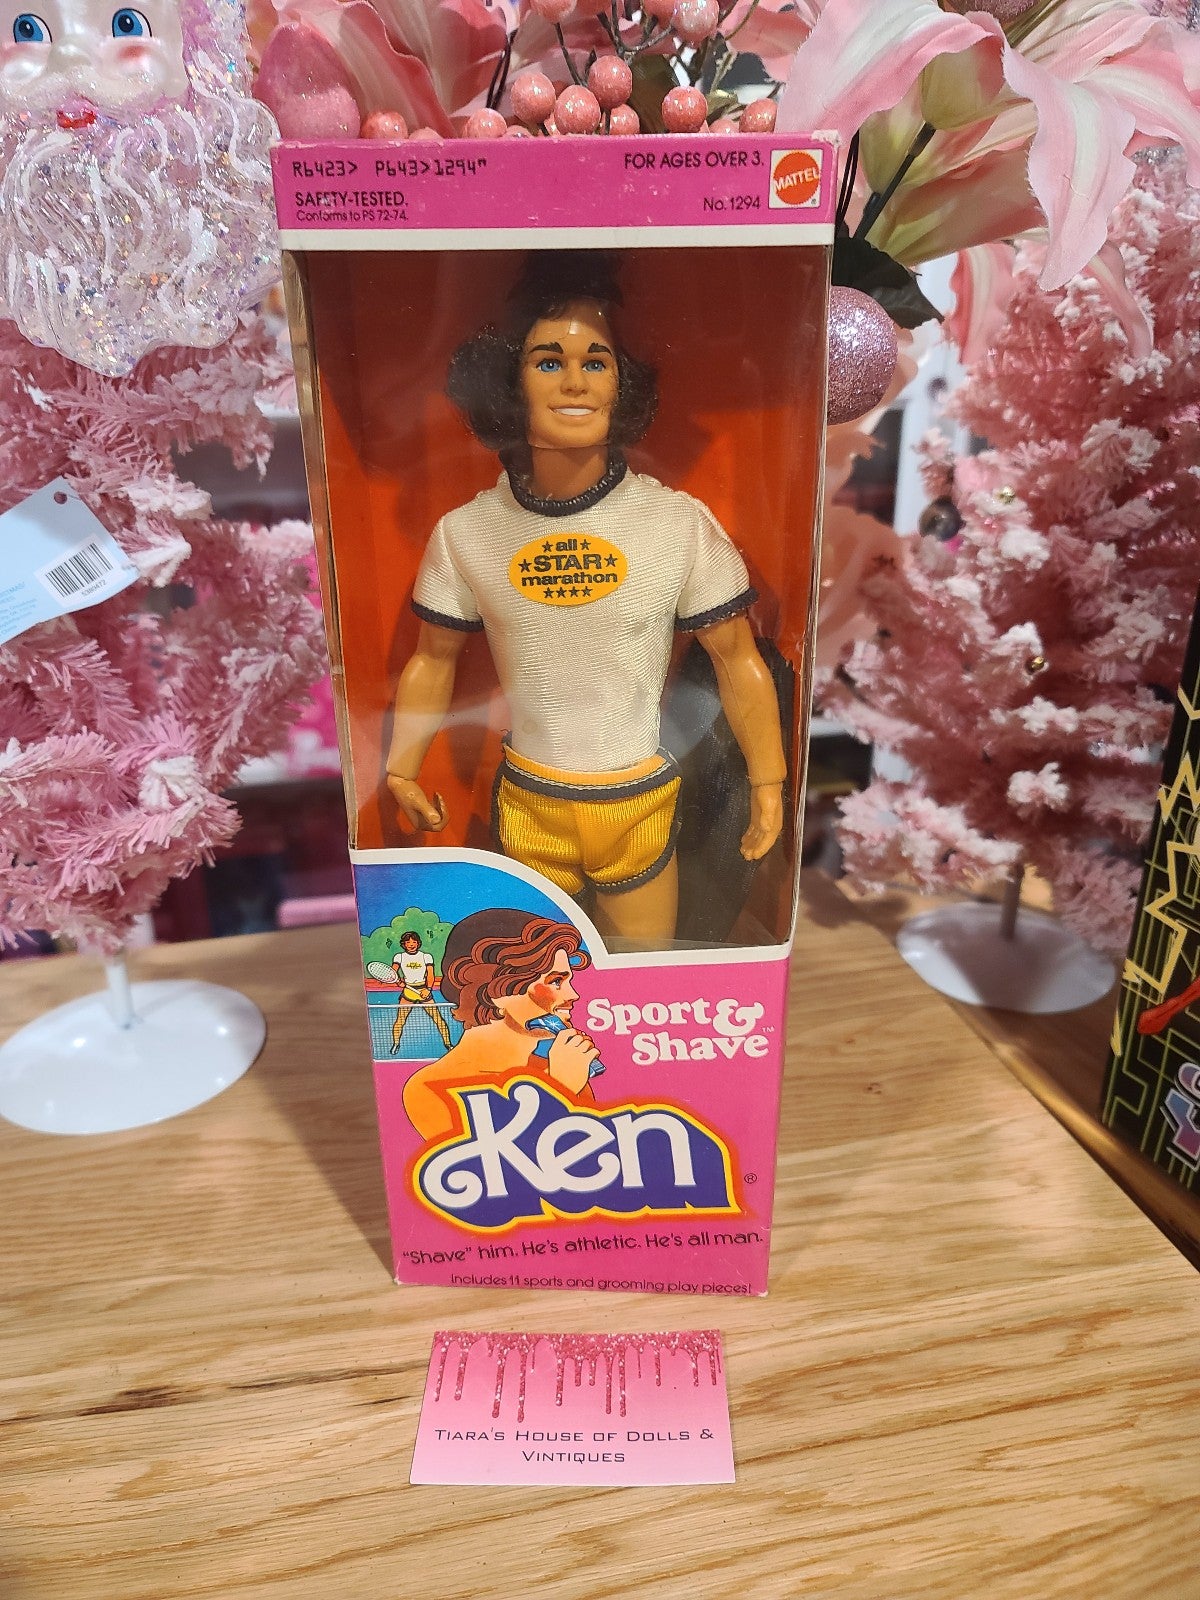 R6423> P643>1294"
FOR AGES OVER 3.
MATTEL
SAFETY-TESTED.
Conforms to PS 72-74.
No. 1294
★ all ★
★ STAR ★
marathon
★★★★
5380472
Sport &
Shave™
Ken®
"Shave" him. He's athletic. He's all man.
Includes 11 sports and grooming play pieces!
TIARA'S HOUSE OF DOLLS &
VINTIQUES